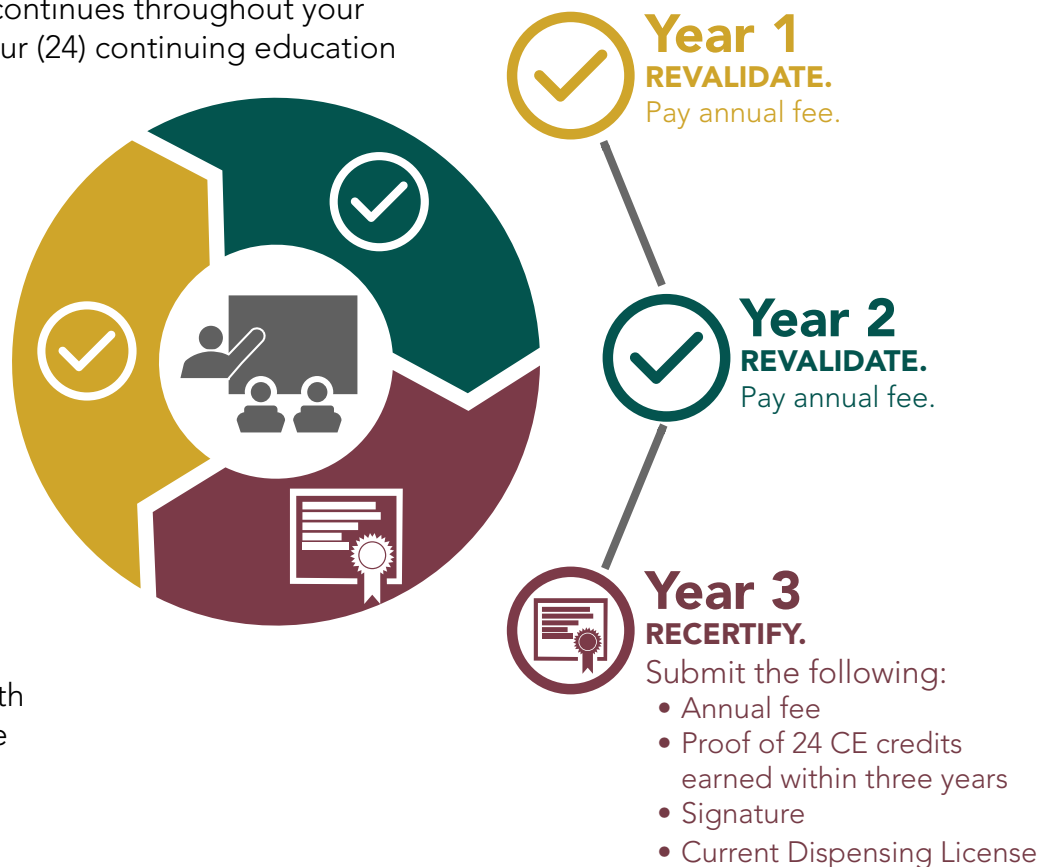 continues throughout your
ur (24) continuing education
Year 1
REVALIDATE.
Pay annual fee.
Year 2
REVALIDATE.
Pay annual fee.
Year 3
RECERTIFY.
Submit the following:
• Annual fee
• Proof of 24 CE credits
earned within three years
• Signature
• Current Dispensing License
th
e